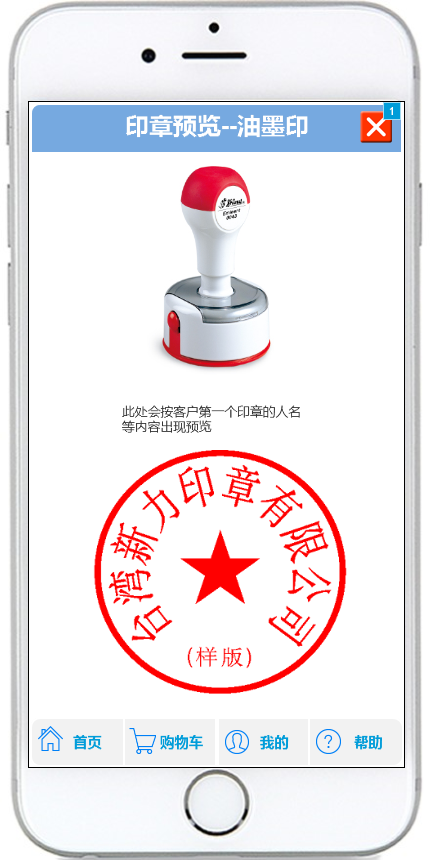 印章预览--油墨印
1
Shiny
Eminent
此处会按客户第一个印章的人名
等内容出现预览
台湾新力印章有限公司
(样版)
首页
购物车
我的
帮助